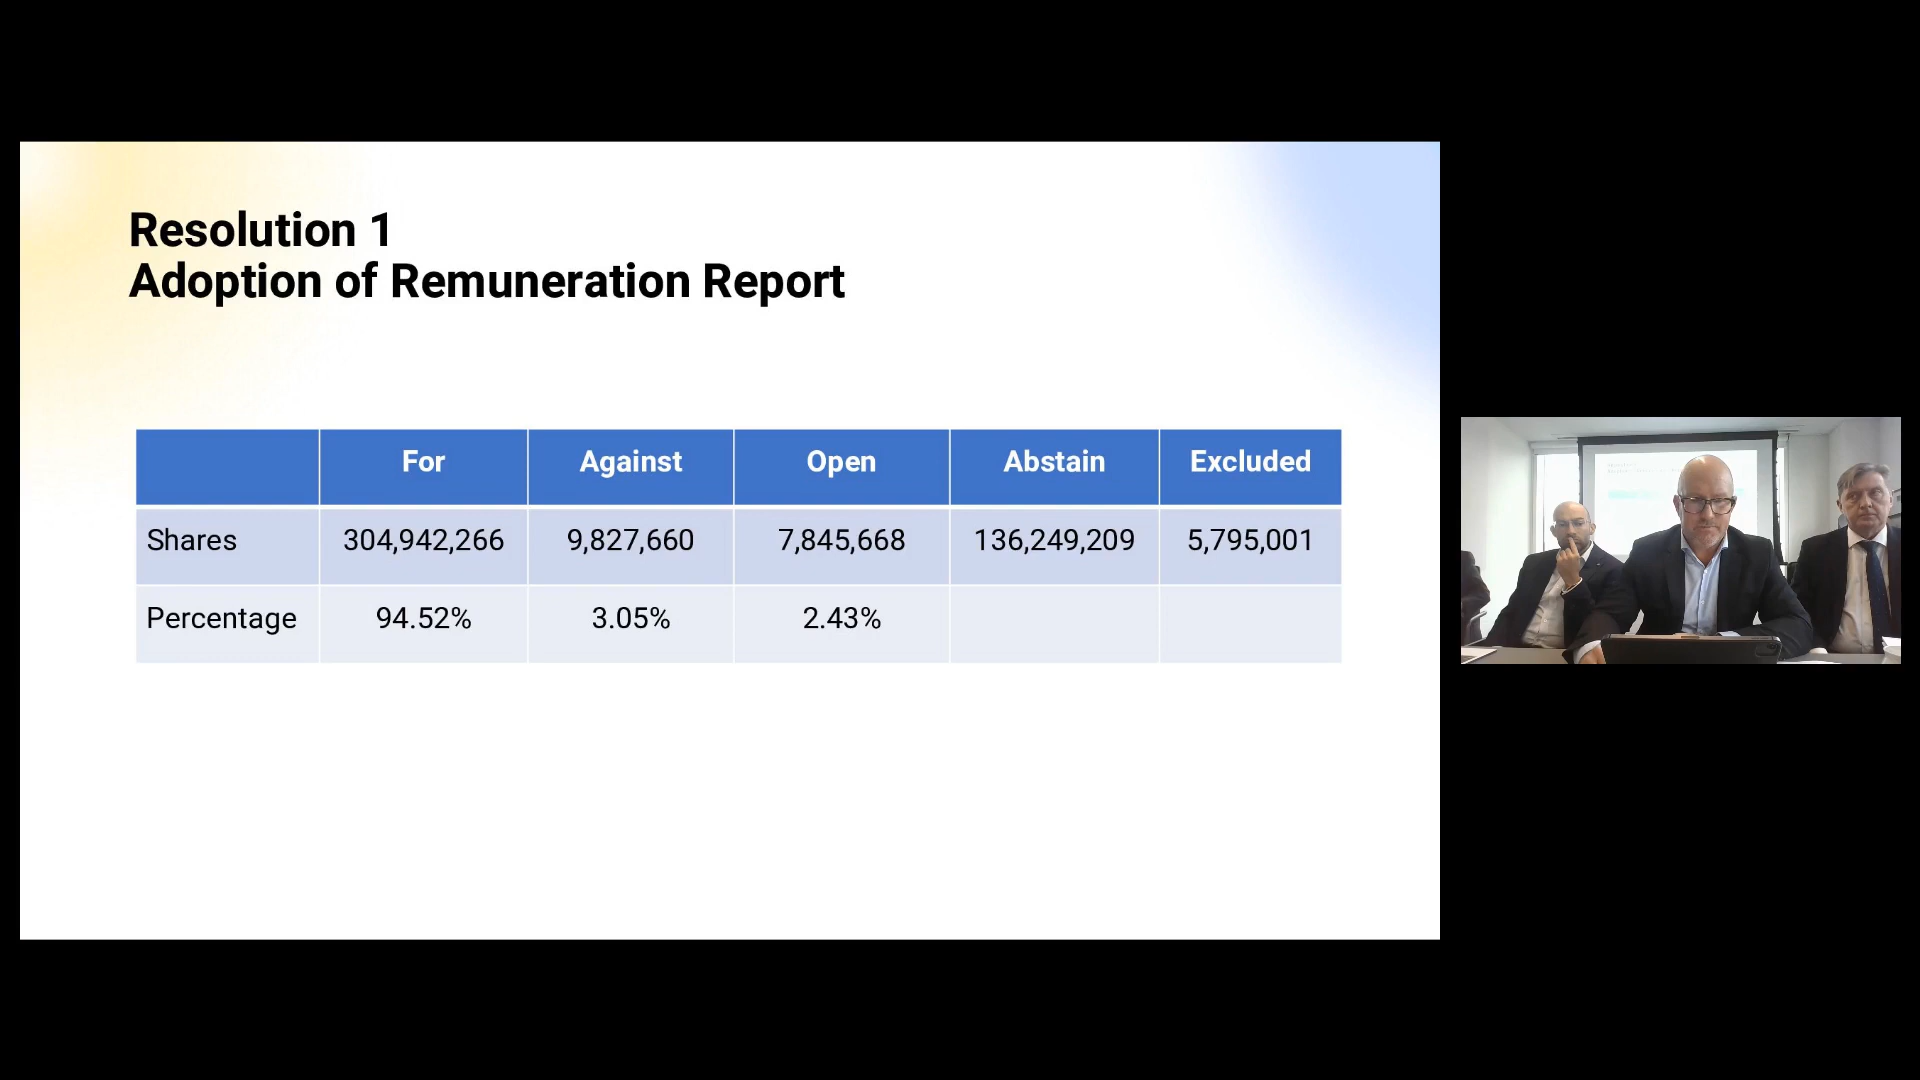 Resolution 1
Adoption of Remuneration Report
For Against Open Abstain Excluded
Shares 304,942,266 9,827,660 7,845,668 136,249,209 5,795,001
Percentage 94.52% 3.05% 2.43%